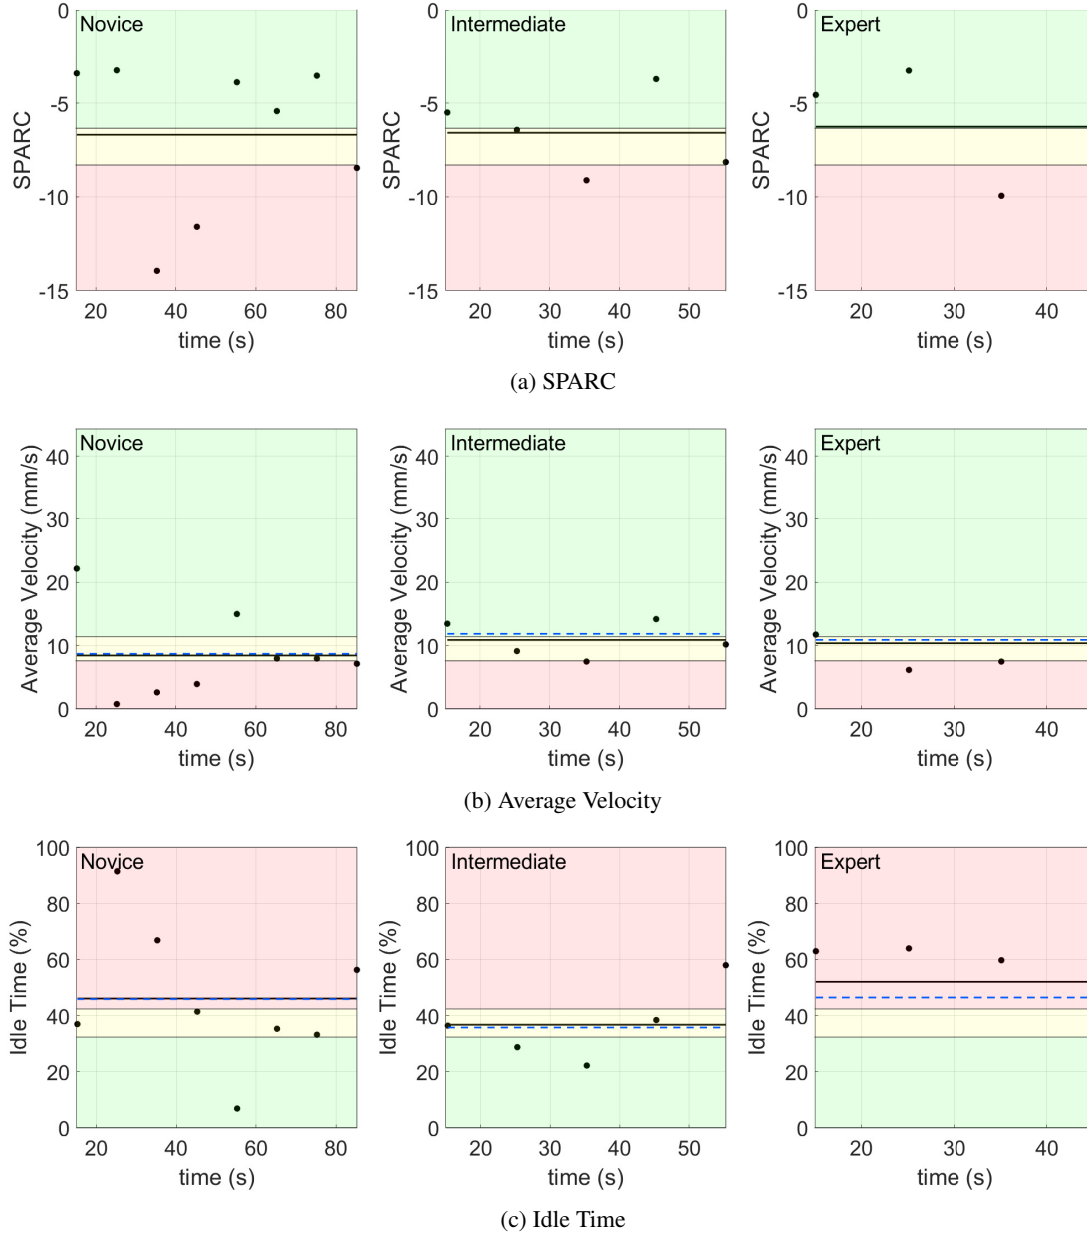 Novice
Intermediate
Expert
0
-5
-10
-15
SPARC
20 40 60 80
time (s)
0
-5
-10
-15
SPARC
20 30 40 50
time (s)
0
-5
-10
-15
SPARC
20 30 40
time (s)
(a) SPARC
Novice
Intermediate
Expert
40
30
20
10
0
Average Velocity (mm/s)
20 40 60 80
time (s)
40
30
20
10
0
Average Velocity (mm/s)
20 30 40 50
time (s)
40
30
20
10
0
Average Velocity (mm/s)
20 30 40
time (s)
(b) Average Velocity
Novice
Intermediate
Expert
100
80
60
40
20
0
Idle Time (%)
20 40 60 80
time (s)
100
80
60
40
20
0
Idle Time (%)
20 30 40 50
time (s)
100
80
60
40
20
0
Idle Time (%)
20 30 40
time (s)
(c) Idle Time